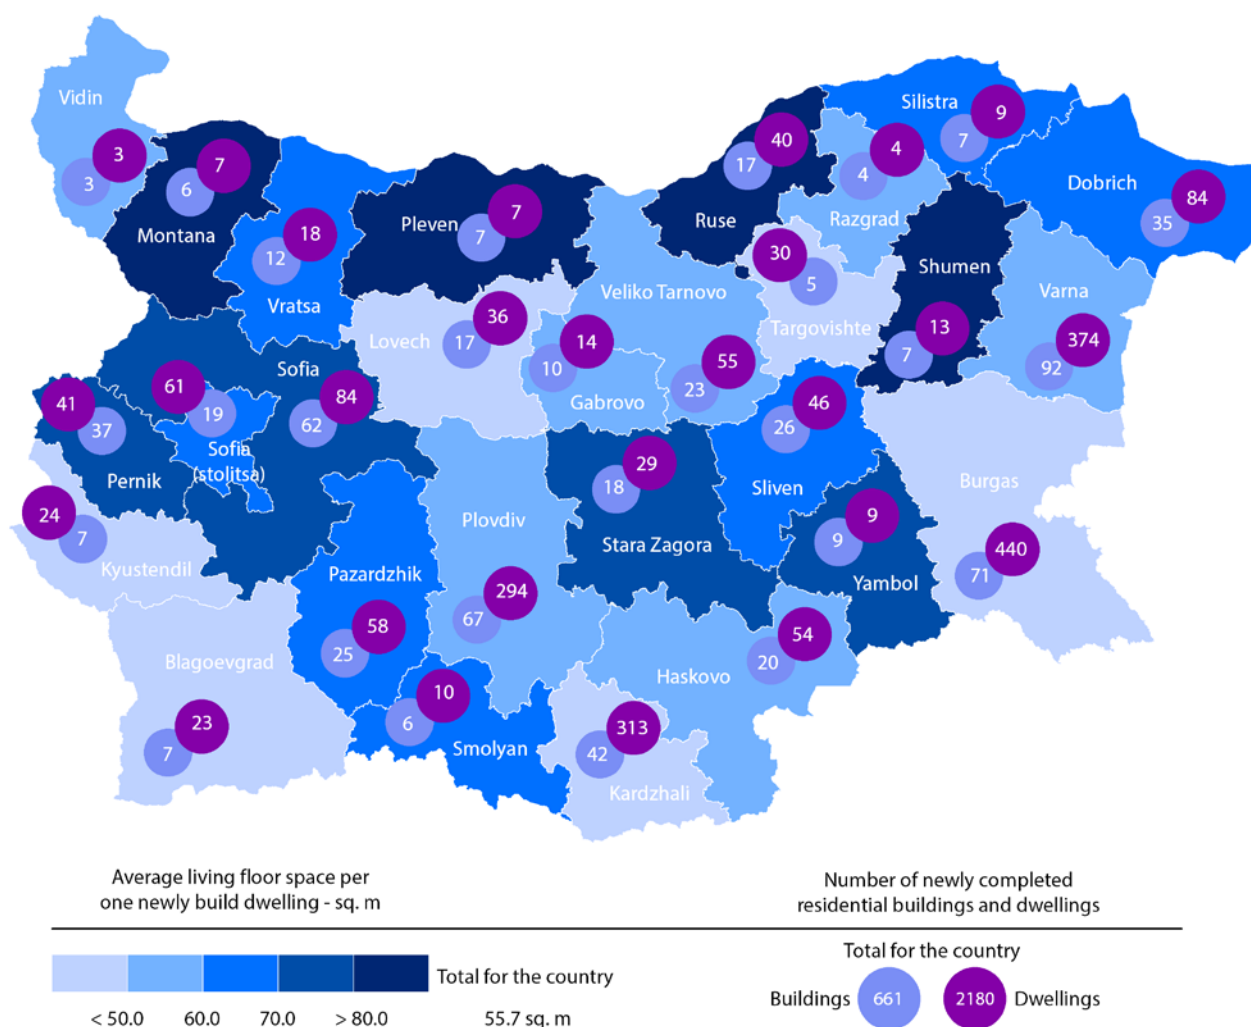 Vidin
3
3
Montana
7
6
Vratsa
18
12
Pleven
7
7
Ruse
40
17
Razgrad
4
4
Silistra
9
7
Dobrich
84
35
Shumen
13
7
Varna
374
92
Targovishte
30
5
Veliko Tarnovo
55
23
Gabrovo
14
10
Lovech
36
17
Sofia
84
62
Sofia
(stolitsa)
61
19
Pernik
41
37
Kyustendil
24
7
Blagoevgrad
23
7
Pazardzhik
58
25
Plovdiv
294
67
Smolyan
10
6
Stara Zagora
29
18
Sliven
46
26
Yambol
9
9
Burgas
440
71
Haskovo
54
20
Kardzhali
313
42
Average living floor space per
one newly build dwelling - sq. m
Total for the country
< 50.0 60.0 70.0 > 80.0 55.7 sq. m
Number of newly completed
residential buildings and dwellings
Total for the country
Buildings 661 2180 Dwellings